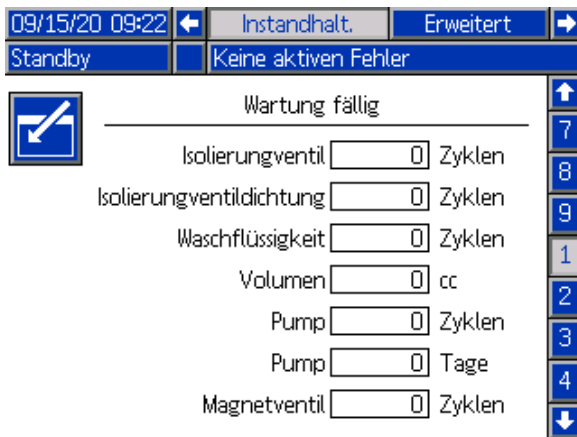 09/15/20 09:22 Instandhalt. Erweitert
Standby Keine aktiven Fehler
Wartung fällig
Isolierungventil 0 Zyklen
Isolierungventildichtung 0 Zyklen
Waschflüssigkeit 0 Zyklen
Volumen 0 cc
Pump 0 Zyklen
Pump 0 Tage
Magnetventil 0 Zyklen
7
8
9
1
2
3
4